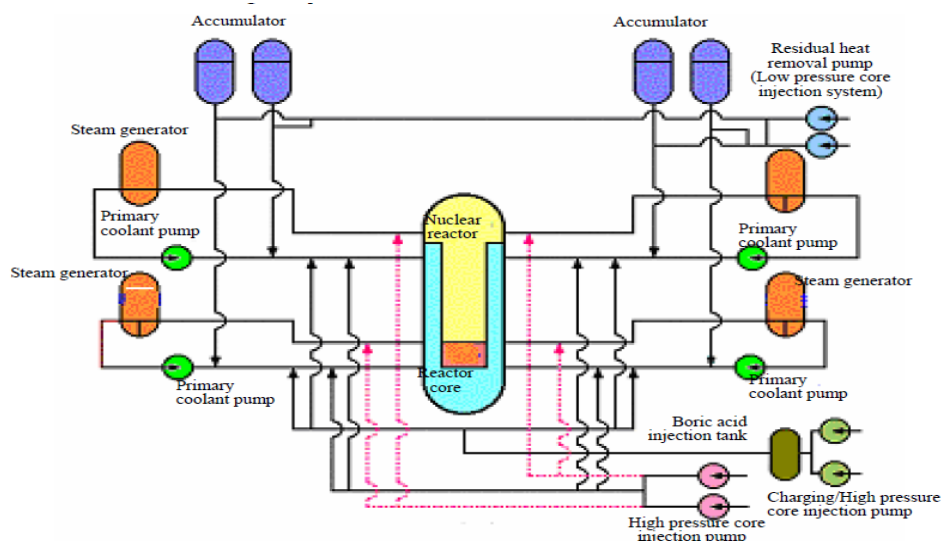 Accumulator
Accumulator
Residual heat
removal pump
(Low pressure core
injection system)
Steam generator
Nuclear
reactor
Primary
coolant pump
Primary
coolant pump
Steam generator
Steam generator
Reactor
core
Primary
coolant pump
Primary
coolant pump
Boric acid
injection tank
Charging/High pressure
core injection pump
High pressure core
injection pump